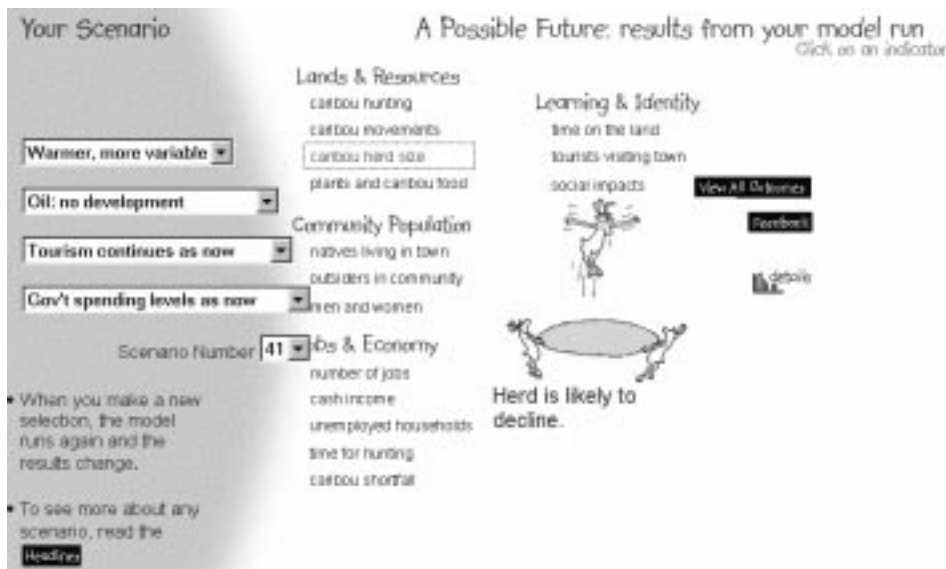 Your Scenario
A Possible Future: results from your model run
Click on an indicator
Warmer, more variable
Oil: no development
Tourism continues as now
Gov't spending levels as now
Scenario Number 41
• When you make a new
selection, the model
runs again and the
results change.
• To see more about any
scenario, read the
Headlines
Lands & Resources
caribou hunting
caribou movements
caribou herd size
plants and caribou food
Community Population
natives living in town
outsiders in community
men and women
Jobs & Economy
number of jobs
cash income
unemployed households
time for hunting
caribou shortfall
Learning & Identity
time on the land
tourists visiting town
social impacts
View All Outcomes
Feedback
details
Herd is likely to
decline.